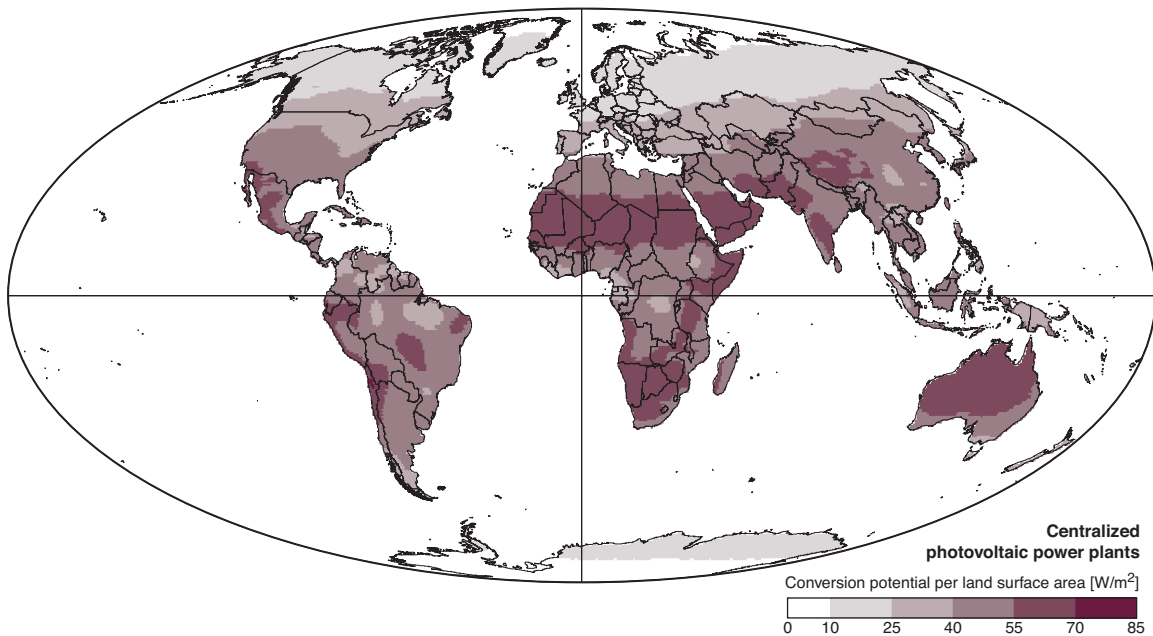 Centralized
photovoltaic power plants
Conversion potential per land surface area [W/m²]
0 10 25 40 55 70 85